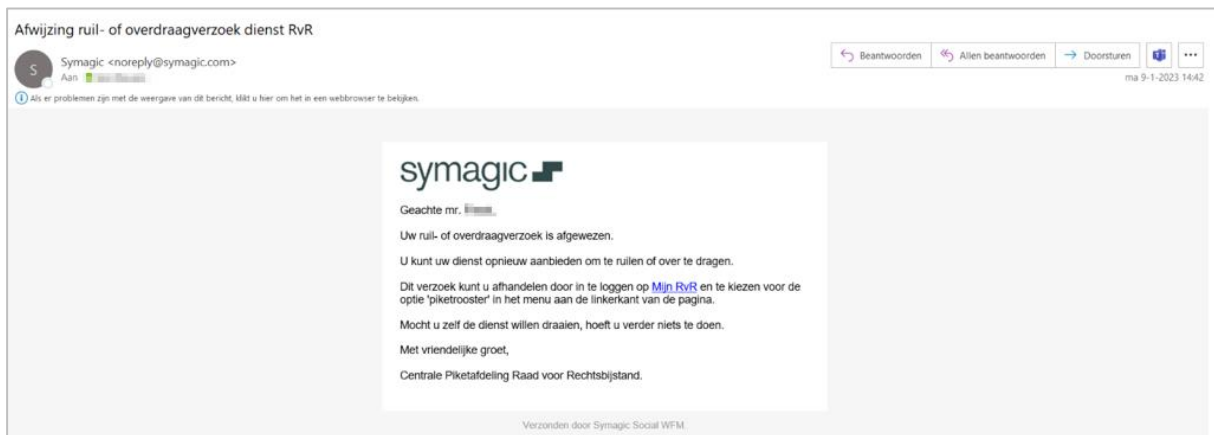 Afwijzing ruil- of overdraagverzoek dienst RvR
S
Symagic <noreply@symagic.com>
Aan
Beantwoorden
Allen beantwoorden
Doorsturen
ma 9-1-2023 14:42
Als er problemen zijn met de weergave van dit bericht, klikt u hier om het in een webbrowser te bekijken.
symagic
Geachte mr.
Uw ruil- of overdraagverzoek is afgewezen.
U kunt uw dienst opnieuw aanbieden om te ruilen of over te dragen.
Dit verzoek kunt u afhandelen door in te loggen op Mijn RvR en te kiezen voor de
optie 'piketrooster' in het menu aan de linkerkant van de pagina.
Mocht u zelf de dienst willen draaien, hoeft u verder niets te doen.
Met vriendelijke groet,
Centrale Piketafdeling Raad voor Rechtsbijstand.
Verzonden door Symagic Social WFM.